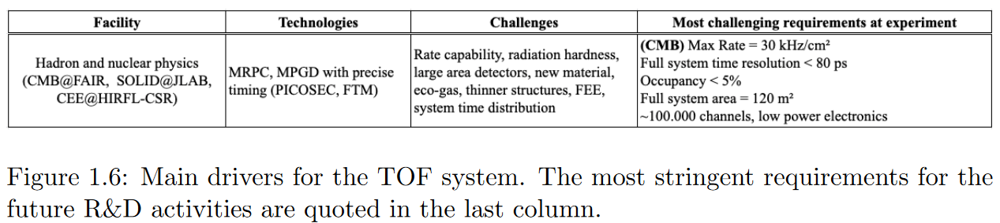 Facility
Technologies
Challenges
Most challenging requirements at experiment
Hadron and nuclear physics
(CMB@FAIR, SOLID@JLAB,
CEE@HIRFL-CSR)
MRPC, MPGD with precise
timing (PICOSEC, FTM)
Rate capability, radiation hardness,
large area detectors, new material,
eco-gas, thinner structures, FEE,
system time distribution
(CMB) Max Rate = 30 kHz/cm²
Full system time resolution < 80 ps
Occupancy < 5%
Full system area = 120 m²
~100.000 channels, low power electronics
Figure 1.6: Main drivers for the TOF system. The most stringent requirements for the
future R&D activities are quoted in the last column.